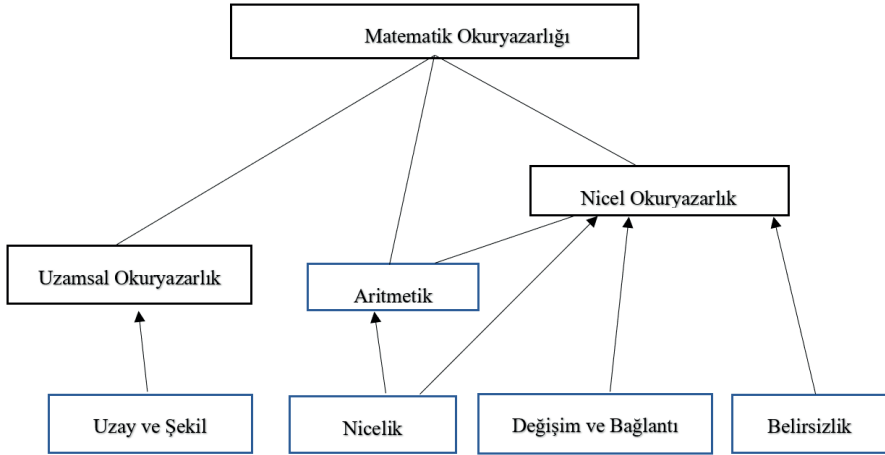 Matematik Okuryazarlığı
Nicel Okuryazarlık
Uzamsal Okuryazarlık
Aritmetik
Uzay ve Şekil
Nicelik
Değişim ve Bağlantı
Belirsizlik